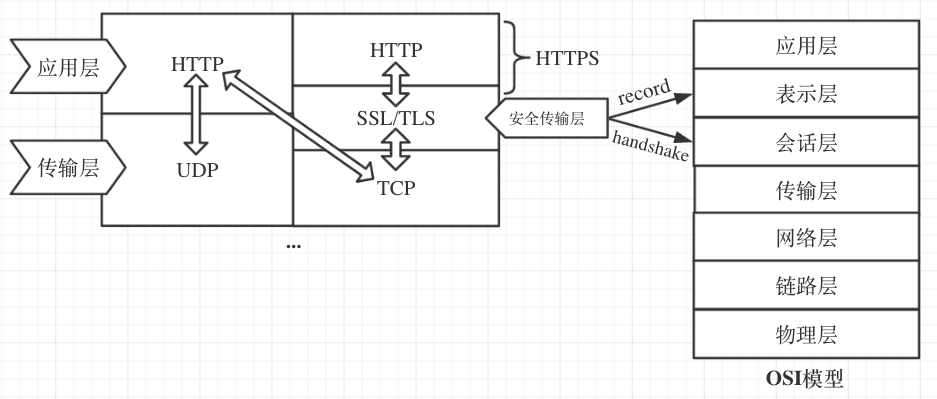 应用层
传输层
HTTP
UDP
HTTP
SSL/TLS
TCP
...
HTTPS
安全传输层
record
handshake
应用层
表示层
会话层
传输层
网络层
链路层
物理层
OSI模型